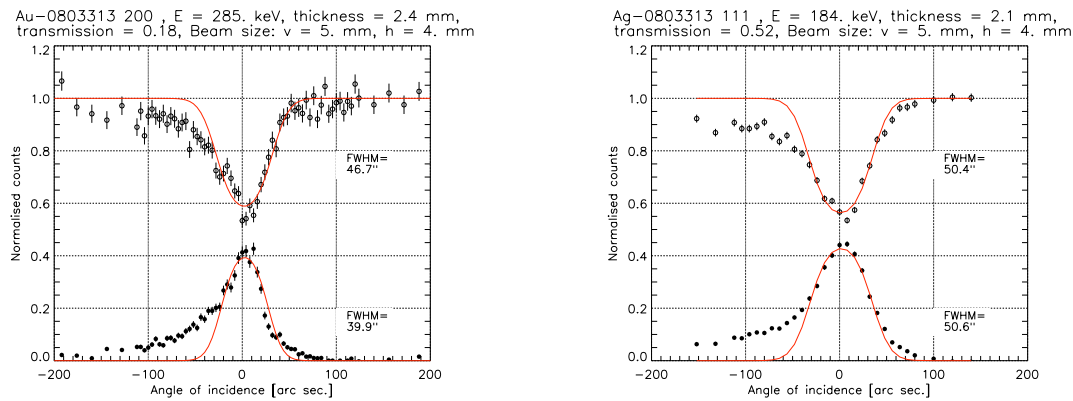 Au-0803313 200 , E = 285. keV, thickness = 2.4 mm,
transmission = 0.18, Beam size: v = 5. mm, h = 4. mm
1.2
1.0
0.8
0.6
0.4
0.2
0.0
Normalised counts
FWHM=
46.7"
FWHM=
39.9"
-200 -100 0 100 200
Angle of incidence [arc sec.]
Ag-0803313 111 , E = 184. keV, thickness = 2.1 mm,
transmission = 0.52, Beam size: v = 5. mm, h = 4. mm
1.2
1.0
0.8
0.6
0.4
0.2
0.0
Normalised counts
FWHM=
50.4"
FWHM=
50.6"
-200 -100 0 100 200
Angle of incidence [arc sec.]